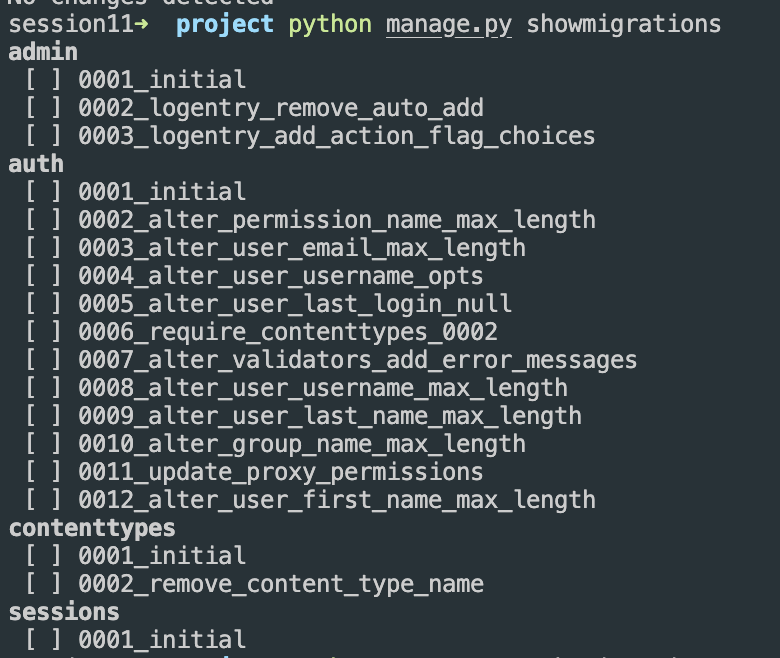 No changes detected
session11➜  project python manage.py showmigrations
admin
 [ ] 0001_initial
 [ ] 0002_logentry_remove_auto_add
 [ ] 0003_logentry_add_action_flag_choices
auth
 [ ] 0001_initial
 [ ] 0002_alter_permission_name_max_length
 [ ] 0003_alter_user_email_max_length
 [ ] 0004_alter_user_username_opts
 [ ] 0005_alter_user_last_login_null
 [ ] 0006_require_contenttypes_0002
 [ ] 0007_alter_validators_add_error_messages
 [ ] 0008_alter_user_username_max_length
 [ ] 0009_alter_user_last_name_max_length
 [ ] 0010_alter_group_name_max_length
 [ ] 0011_update_proxy_permissions
 [ ] 0012_alter_user_first_name_max_length
contenttypes
 [ ] 0001_initial
 [ ] 0002_remove_content_type_name
sessions
 [ ] 0001_initial